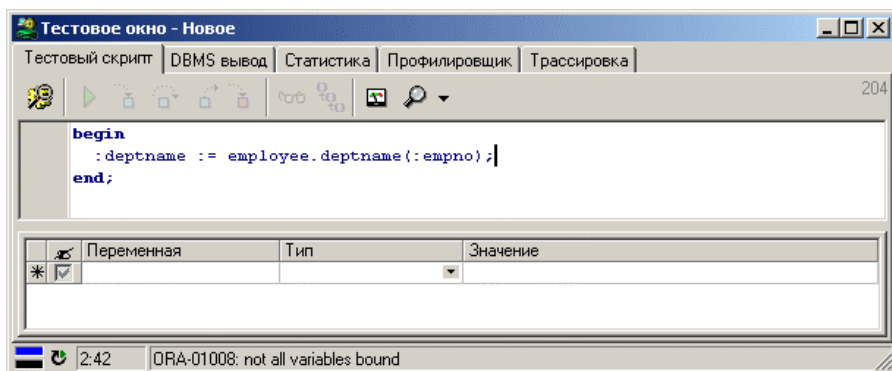 Тестовое окно - Новое
Тестовый скрипт DBMS вывод Статистика Профилировщик Трассировка
204
begin
:deptname := employee.deptname(:empno);
end;
Переменная Тип Значение
2:42 ORA-01008: not all variables bound